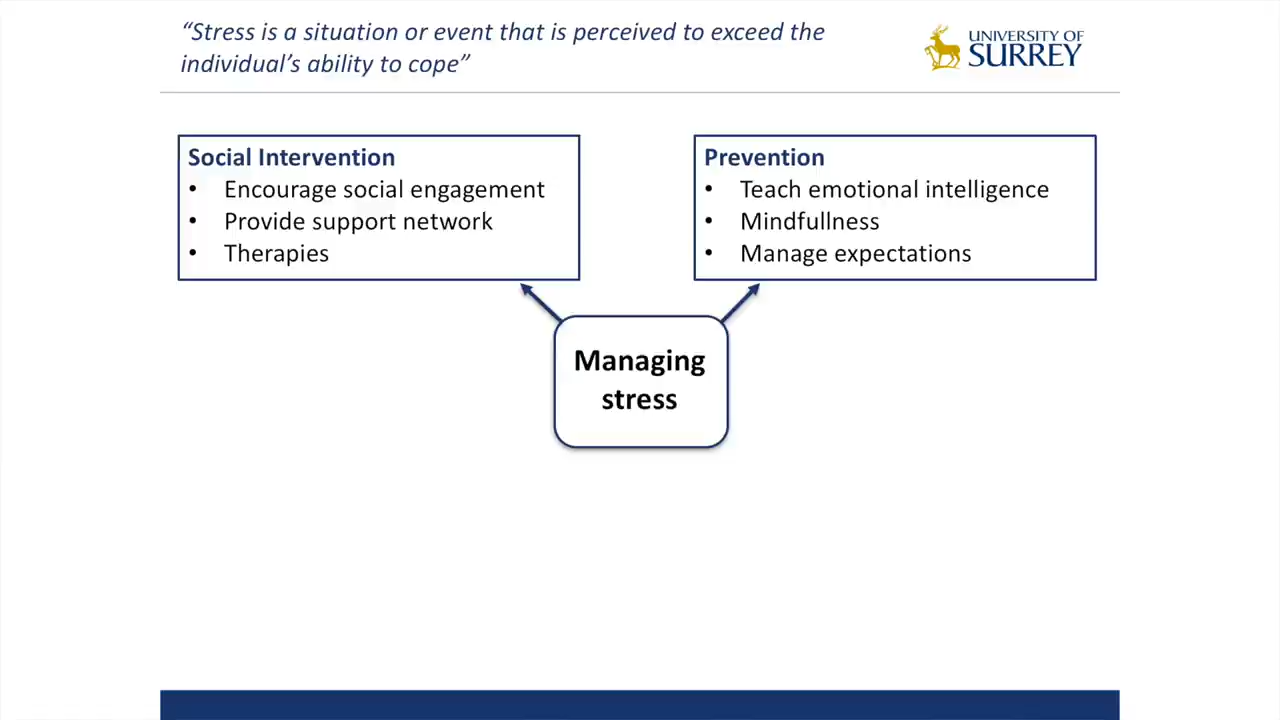 “Stress is a situation or event that is perceived to exceed the
individual’s ability to cope”
UNIVERSITY OF
SURREY
Social Intervention
• Encourage social engagement
• Provide support network
• Therapies
Prevention
• Teach emotional intelligence
• Mindfullness
• Manage expectations
Managing
stress